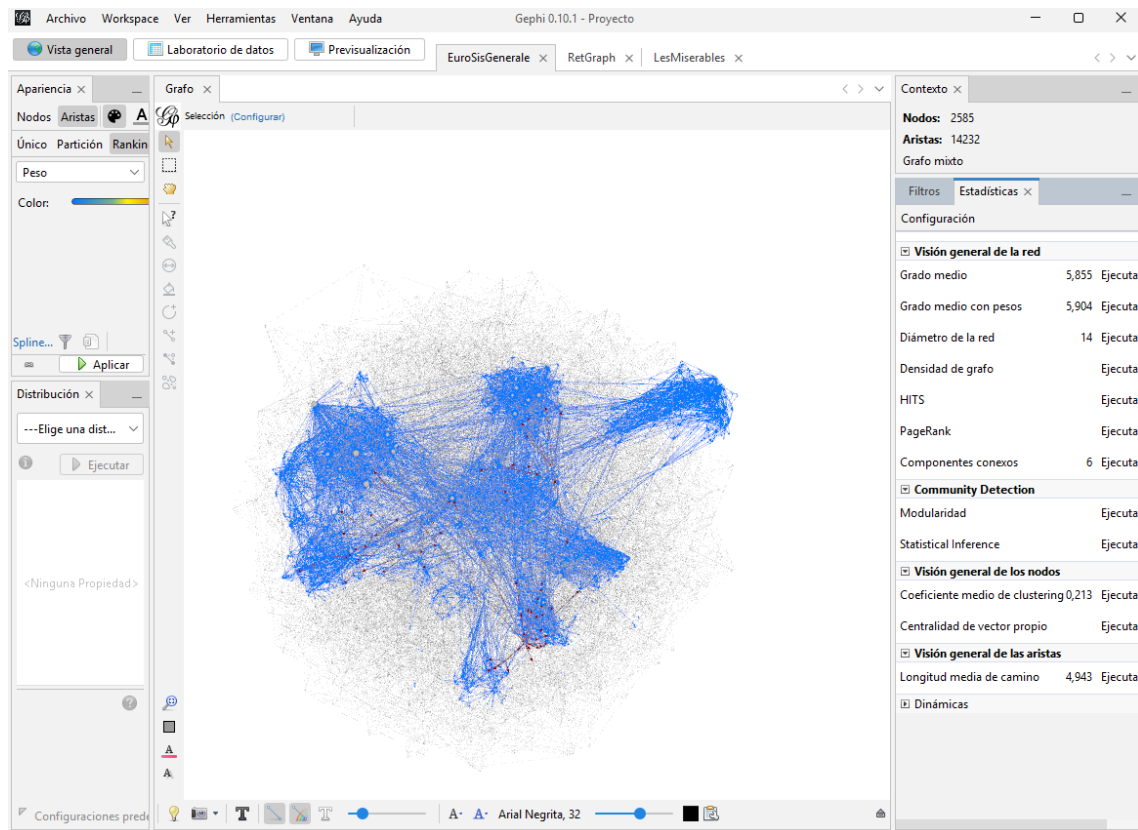 Archivo Workspace Ver Herramientas Ventana Ayuda Gephi 0.10.1 - Proyecto
Vista general Laboratorio de datos Previsualización
EuroSisGenerale RetGraph LesMiserables
Apariencia
Nodos Aristas A
Único Partición Rankin
Peso
Color:
Spline...
Aplicar
Distribución
---Elige una dist...
Ejecutar
<Ninguna Propiedad>
Configuraciones prede
Grafo
Selección (Configurar)
T T A- A- Arial Negrita, 32
A
A
Contexto
Nodos: 2585
Aristas: 14232
Grafo mixto
Filtros Estadísticas
Configuración
Visión general de la red
Grado medio 5,855 Ejecuta
Grado medio con pesos 5,904 Ejecuta
Diámetro de la red 14 Ejecuta
Densidad de grafo Ejecuta
HITS Ejecuta
PageRank Ejecuta
Componentes conexos 6 Ejecuta
Community Detection
Modularidad Ejecuta
Statistical Inference Ejecuta
Visión general de los nodos
Coeficiente medio de clustering 0,213 Ejecuta
Centralidad de vector propio Ejecuta
Visión general de las aristas
Longitud media de camino 4,943 Ejecuta
Dinámicas